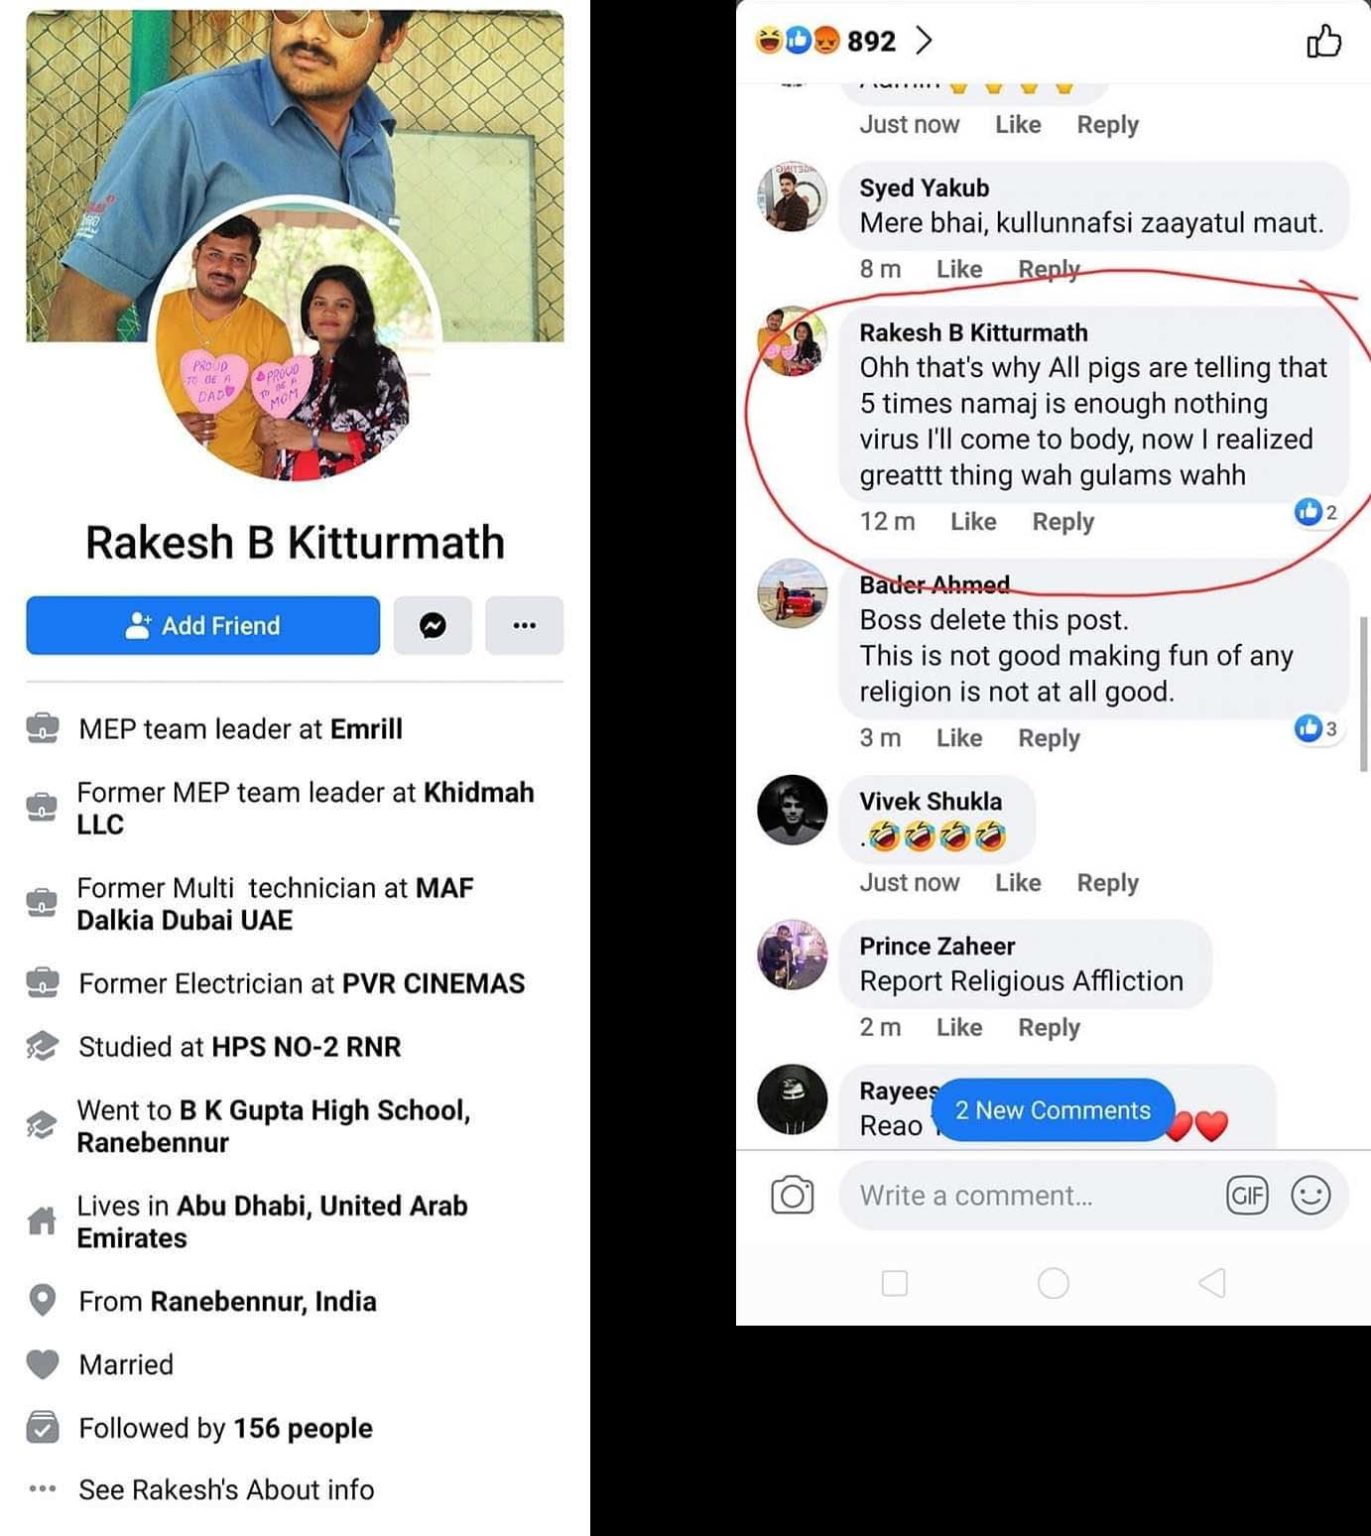 PROUD
TO BE A
DAD
PROUD
TO BE A
MOM
Rakesh B Kitturmath
Add Friend
MEP team leader at Emrill
Former MEP team leader at Khidmah
LLC
Former Multi technician at MAF
Dalkia Dubai UAE
Former Electrician at PVR CINEMAS
Studied at HPS NO-2 RNR
Went to B K Gupta High School,
Ranebennur
Lives in Abu Dhabi, United Arab
Emirates
From Ranebennur, India
Married
Followed by 156 people
See Rakesh's About info
892
Just now Like Reply
Syed Yakub
Mere bhai, kullunnafsi zaayatul maut.
8 m Like Reply
Rakesh B Kitturmath
Ohh that's why All pigs are telling that
5 times namaj is enough nothing
virus I'll come to body, now I realized
greattt thing wah gulams wahh
12 m Like Reply 2
Bader Ahmed
Boss delete this post.
This is not good making fun of any
religion is not at all good.
3 m Like Reply 3
Vivek Shukla
.🤣🤣🤣🤣
Just now Like Reply
Prince Zaheer
Report Religious Affliction
2 m Like Reply
Rayees
2 New Comments
Reao
Write a comment...
GIF